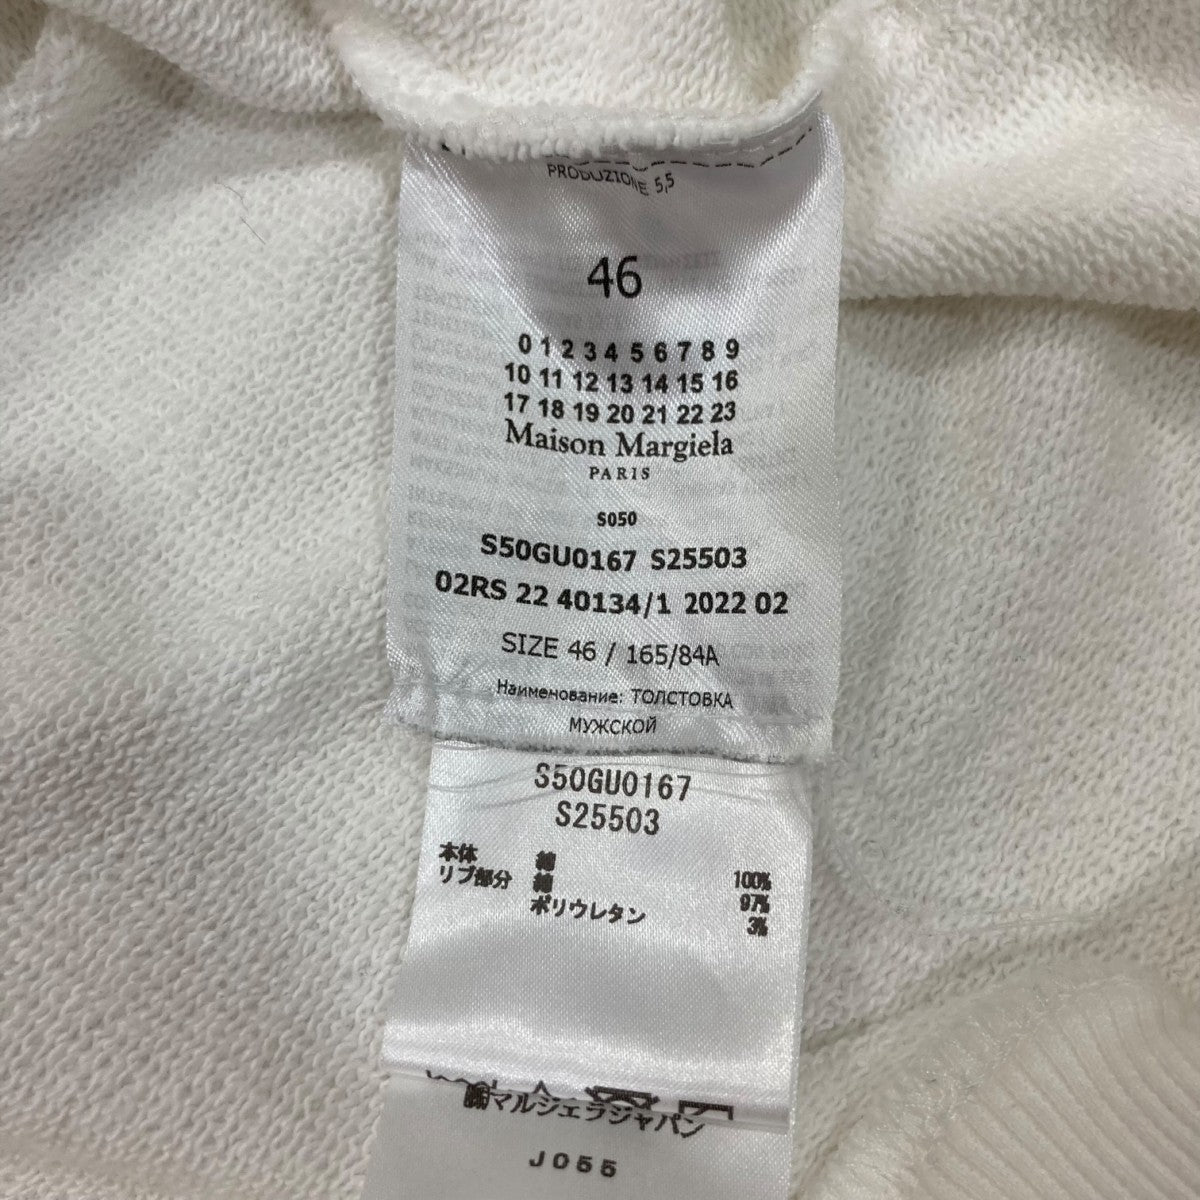 PRODUZIONE 5,5
46
0 1 2 3 4 5 6 7 8 9
10 11 12 13 14 15 16
17 18 19 20 21 22 23
Maison Margiela
PARIS
S050
S50GU0167 S25503
02RS 22 40134/1 2022 02
SIZE 46 / 165/84A
Наименование: ТОЛСТОВКА
МУЖСКОЙ
S50GU0167
S25503
本体 綿 100%
リブ部分 綿 97%
ポリウレタン 3%
㈱マルジェラジャパン
J055